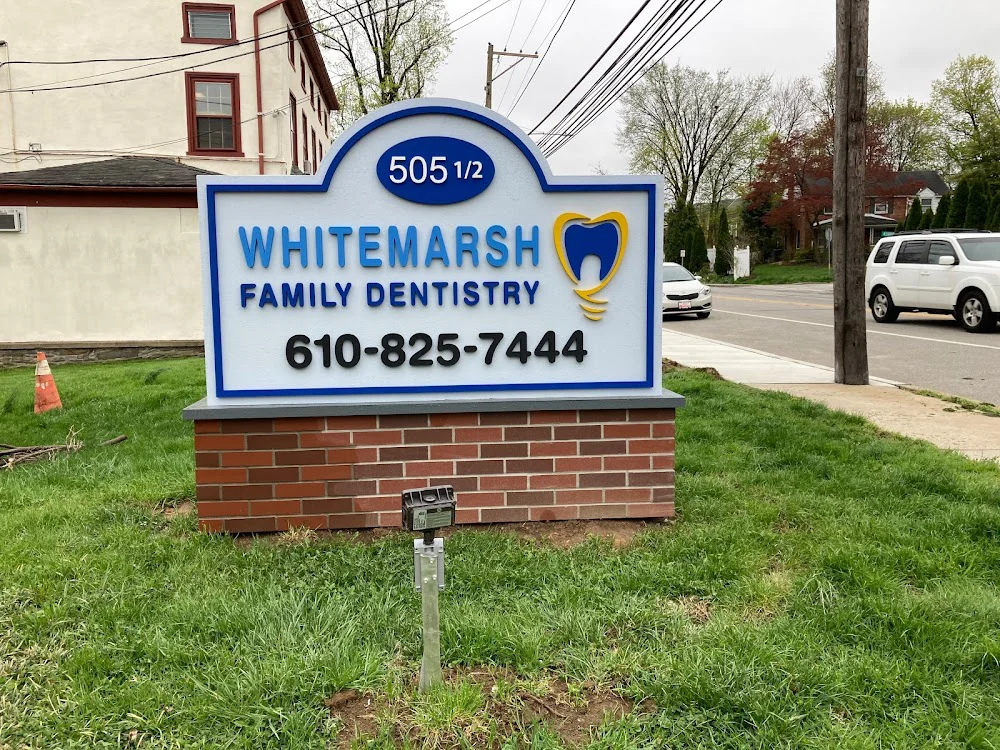 505 1/2
WHITEMARSH
FAMILY DENTISTRY
610-825-7444